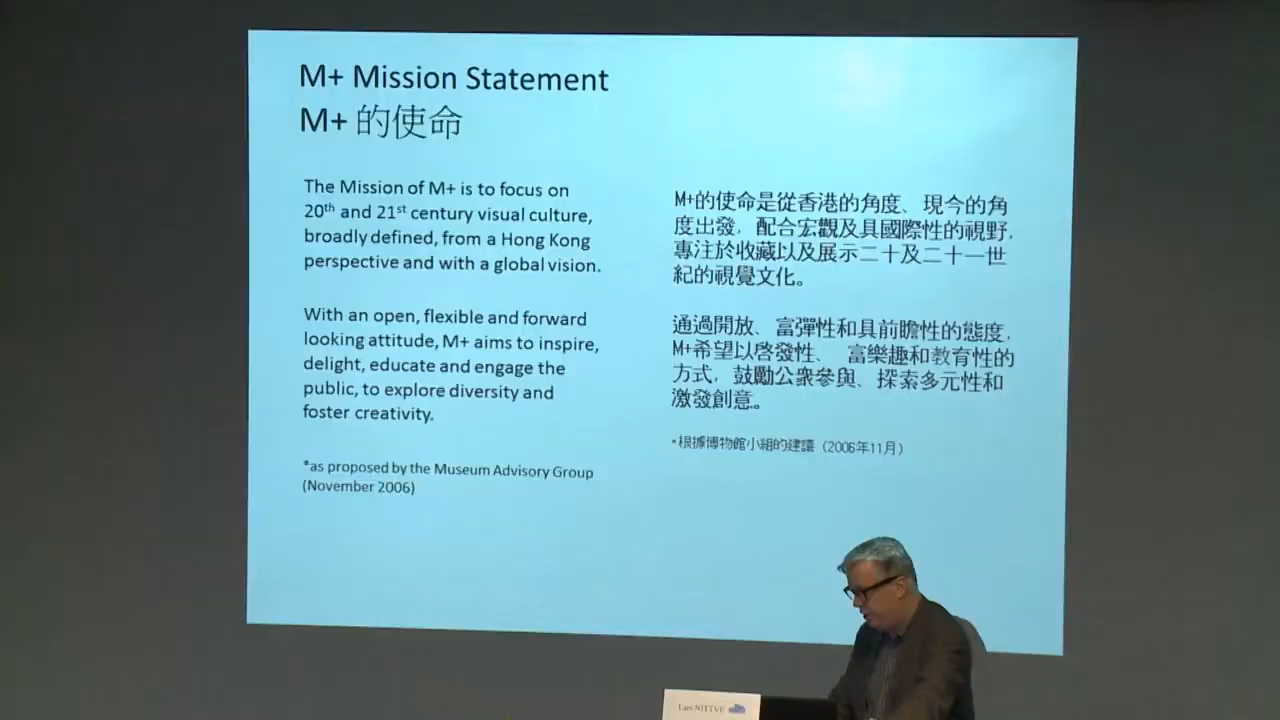 M+ Mission Statement
M+ 的使命
The Mission of M+ is to focus on
20th and 21st century visual culture,
broadly defined, from a Hong Kong
perspective and with a global vision.
With an open, flexible and forward
looking attitude, M+ aims to inspire,
delight, educate and engage the
public, to explore diversity and
foster creativity.
*as proposed by the Museum Advisory Group
(November 2006)
M+的使命是從香港的角度、現今的角
度出發，配合宏觀及具國際性的視野，
專注於收藏以及展示二十及二十一世
紀的視覺文化。
通過開放、富彈性和具前瞻性的態度，
M+希望以啓發性、 富樂趣和教育性的
方式，鼓勵公衆參與、探索多元性和
激發創意。
*根據博物館小組的建議（2006年11月）
Lars NITTVE